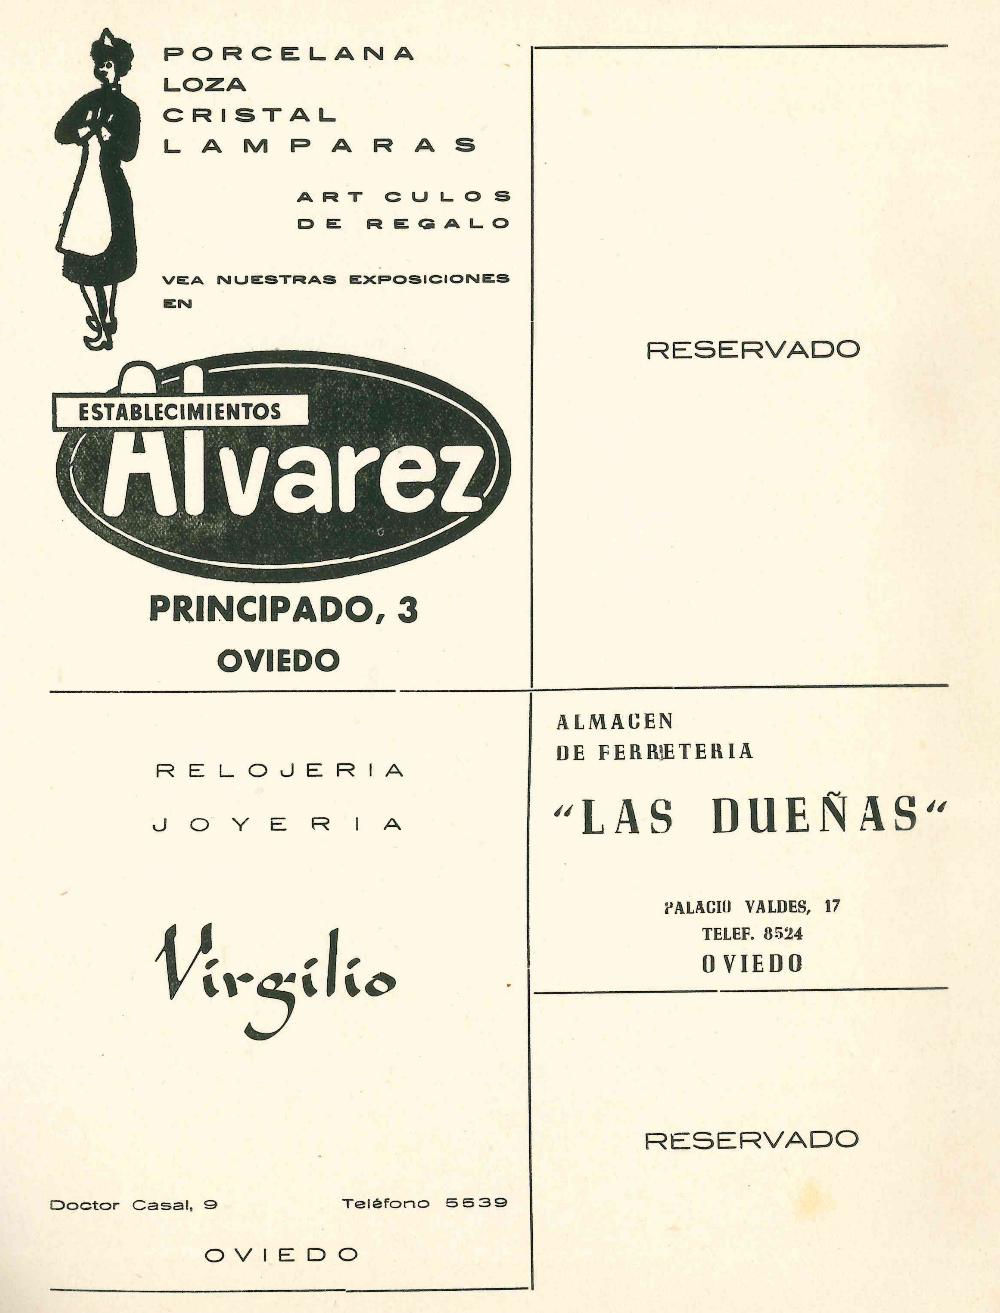 PORCELANA
LOZA
CRISTAL
LAMPARAS
ART CULOS
DE REGALO
VEA NUESTRAS EXPOSICIONES
EN
ESTABLECIMIENTOS
Alvarez
PRINCIPADO, 3
OVIEDO
RESERVADO
RELOJERIA
JOYERIA
Virgilio
Doctor Casal, 9 Teléfono 5539
OVIEDO
ALMACEN
DE FERRETERIA
“LAS DUEÑAS“
PALACIO VALDES, 17
TELEF. 8524
OVIEDO
RESERVADO